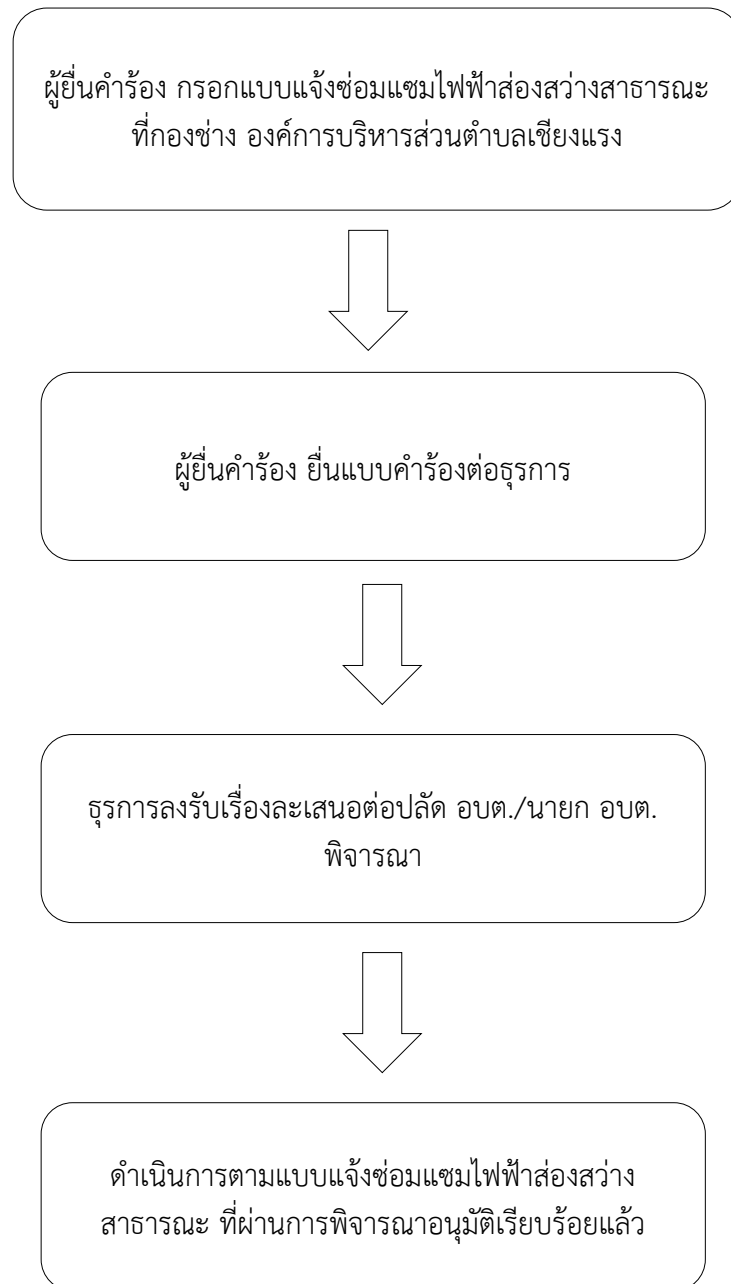 ผู้ยื่นคำร้อง กรอกแบบแจ้งซ่อมแซมไฟฟ้าส่องสว่างสาธารณะ
ที่กองช่าง องค์การบริหารส่วนตำบลเชียงแรง
ผู้ยื่นคำร้อง ยื่นแบบคำร้องต่อธุรการ
ธุรการลงรับเรื่องละเสนอต่อปลัด อบต./นายก อบต.
พิจารณา
ดำเนินการตามแบบแจ้งซ่อมแซมไฟฟ้าส่องสว่าง
สาธารณะ ที่ผ่านการพิจารณาอนุมัติเรียบร้อยแล้ว